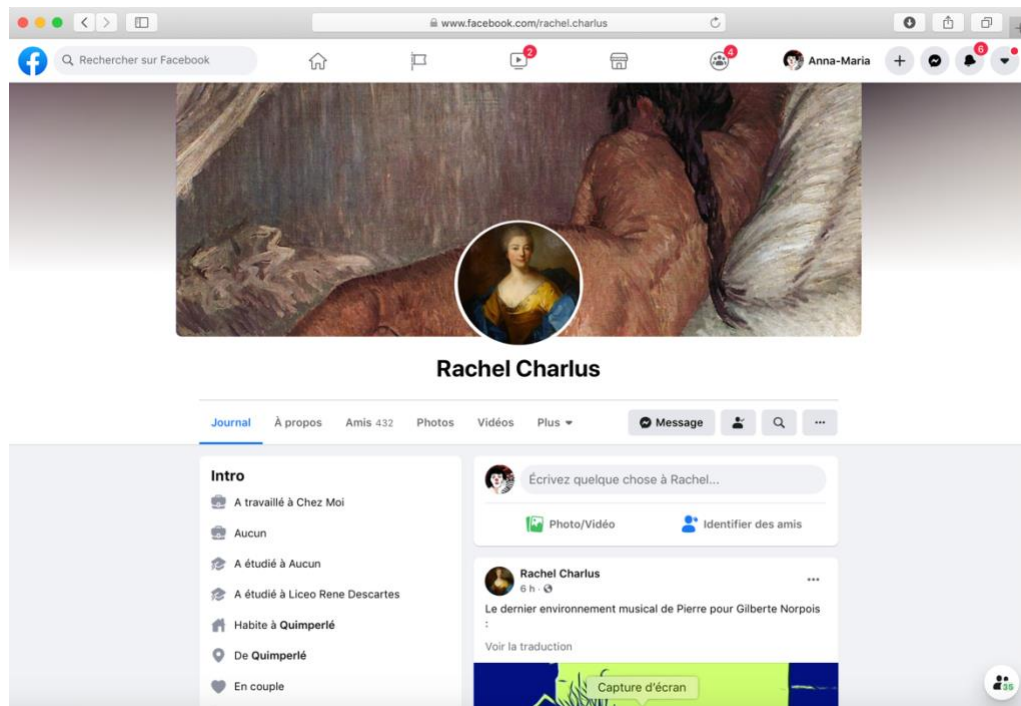 www.facebook.com/rachel.charlus
Rechercher sur Facebook
2
4
Anna-Maria
6
Rachel Charlus
Journal À propos Amis 432 Photos Vidéos Plus Message
Intro
A travaillé à Chez Moi
Aucun
A étudié à Aucun
A étudié à Liceo Rene Descartes
Habite à Quimperlé
De Quimperlé
En couple
Écrivez quelque chose à Rachel...
Photo/Vidéo Identifier des amis
Rachel Charlus
6 h ·
Le dernier environnement musical de Pierre pour Gilberte Norpois
:
Voir la traduction
Capture d'écran
35